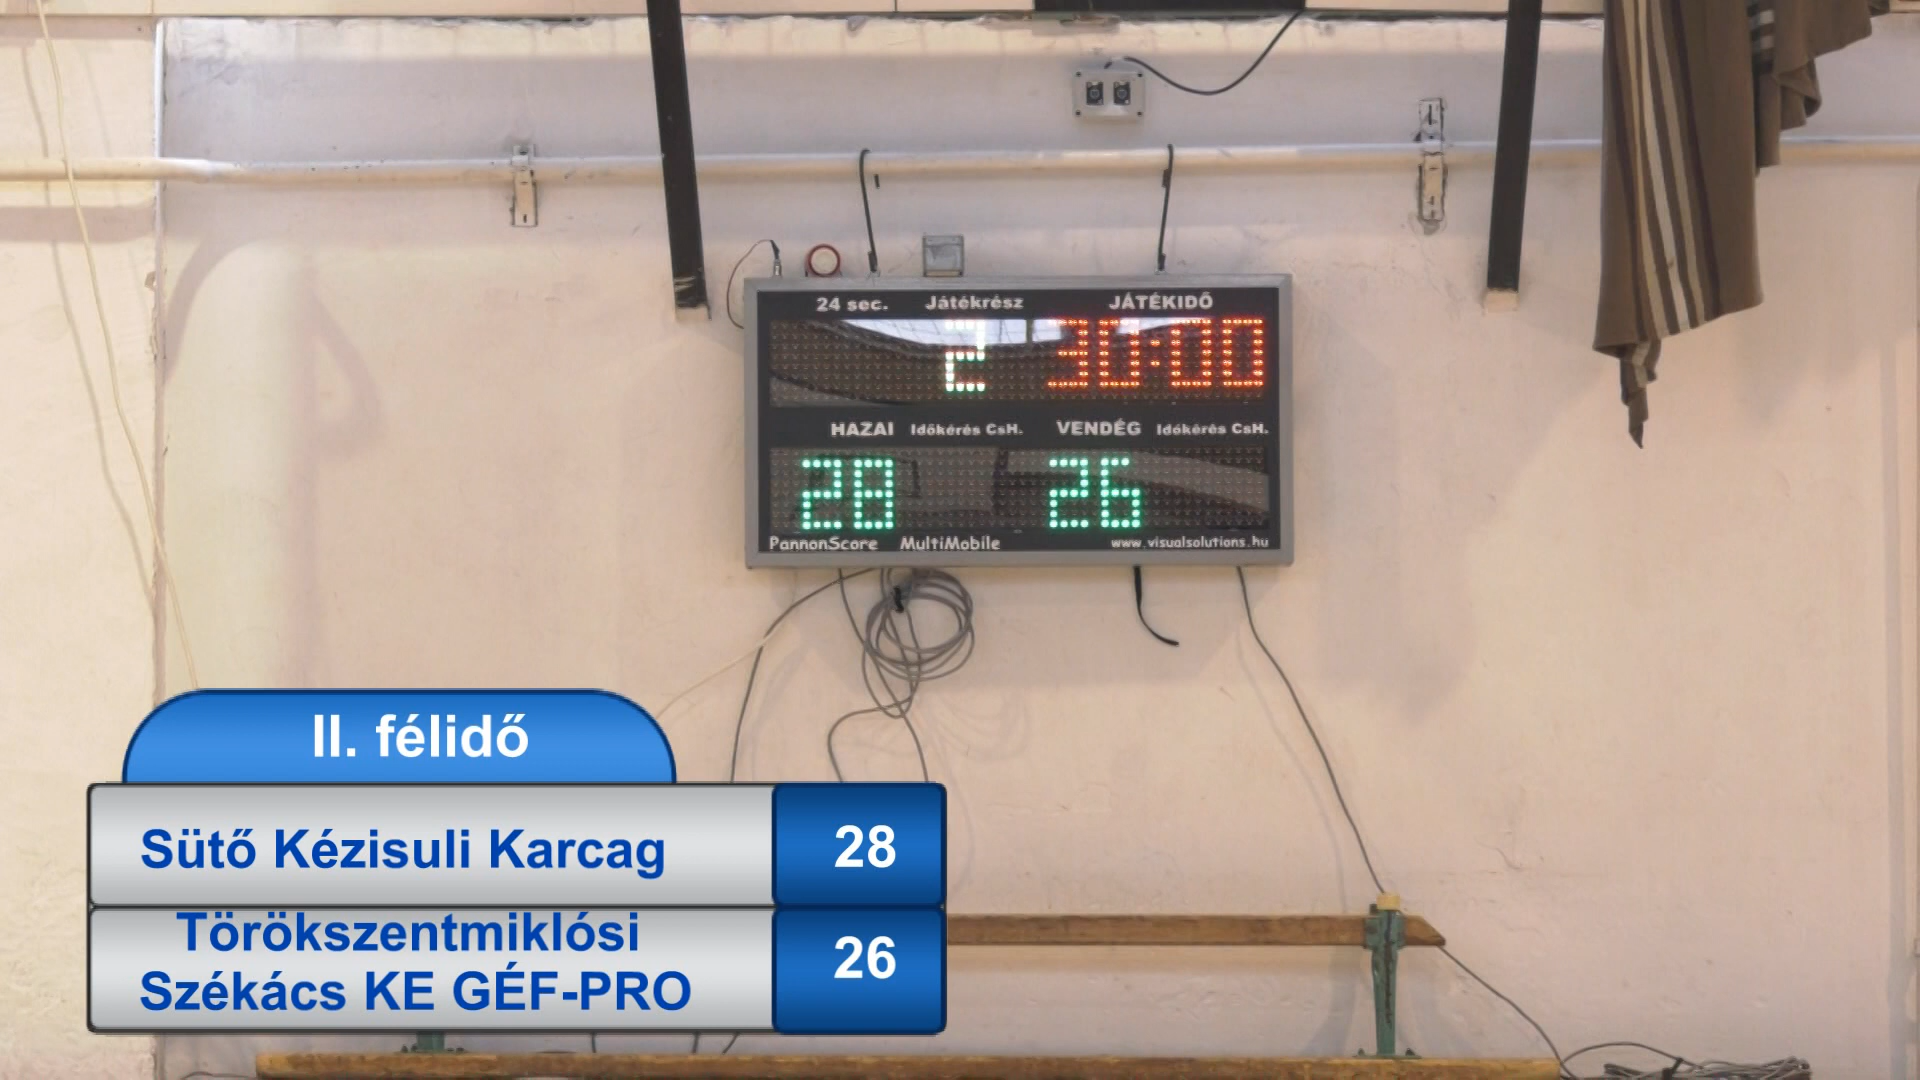 24 sec. Játékrész JÁTÉKIDŐ
2 30:00
HAZAI Időkérés CsH. VENDÉG Időkérés CsH.
28 26
PannonScore MultiMobile www.visualsolutions.hu
II. félidő
Sütő Kézisuli Karcag 28
Törökszentmiklósi
Székács KE GÉF-PRO 26